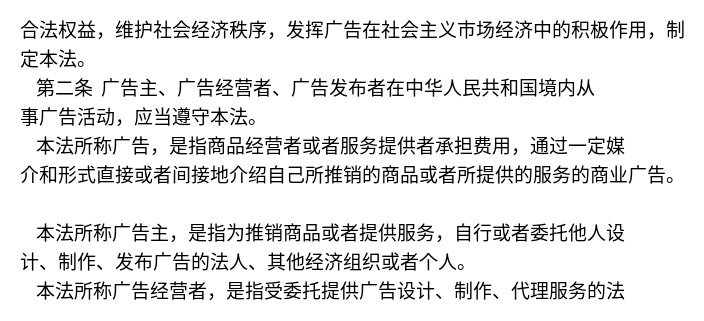 合法权益，维护社会经济秩序，发挥广告在社会主义市场经济中的积极作用，制
定本法。
第二条 广告主、广告经营者、广告发布者在中华人民共和国境内从
事广告活动，应当遵守本法。
本法所称广告，是指商品经营者或者服务提供者承担费用，通过一定媒
介和形式直接或者间接地介绍自己所推销的商品或者所提供的服务的商业广告。
本法所称广告主，是指为推销商品或者提供服务，自行或者委托他人设
计、制作、发布广告的法人、其他经济组织或者个人。
本法所称广告经营者，是指受委托提供广告设计、制作、代理服务的法